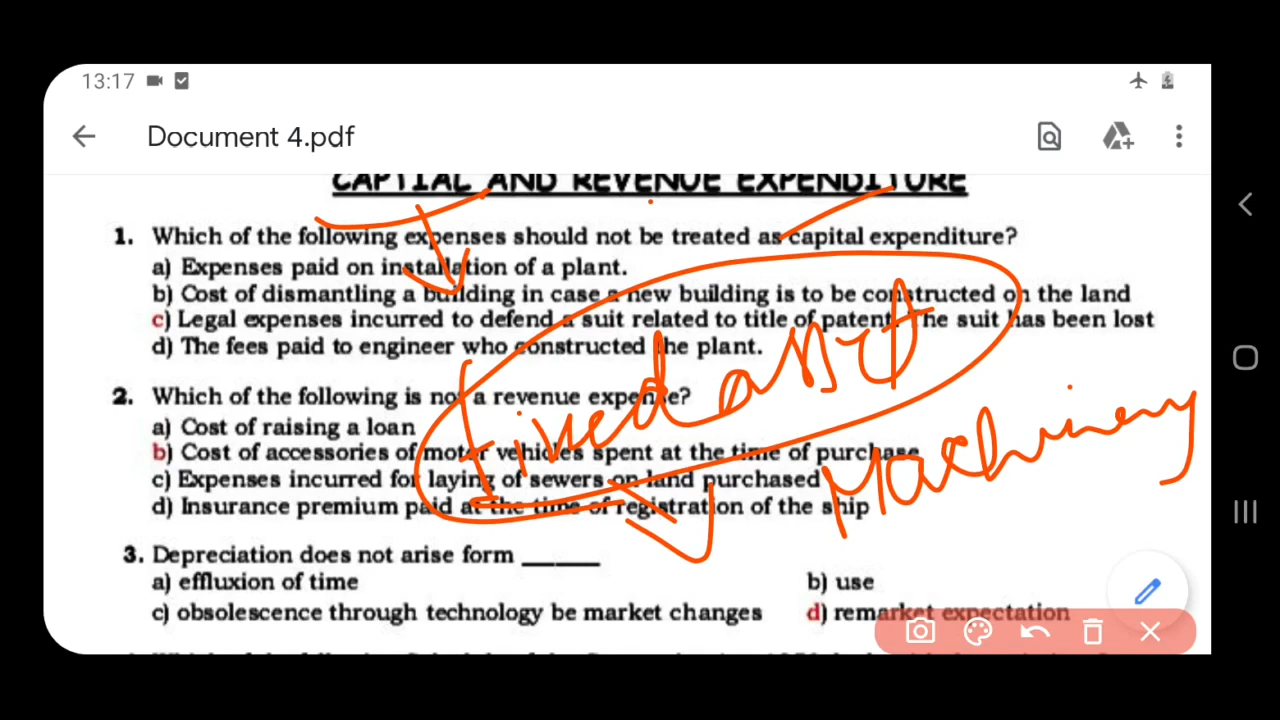 13:17
Document 4.pdf
CAPTIAL AND REVENUE EXPENDITURE
1. Which of the following expenses should not be treated as capital expenditure?
a) Expenses paid on installation of a plant.
b) Cost of dismantling a building in case a new building is to be constructed on the land
c) Legal expenses incurred to defend a suit related to title of patent. The suit has been lost
d) The fees paid to engineer who constructed the plant.
Fixed asset
2. Which of the following is not a revenue expense?
a) Cost of raising a loan
b) Cost of accessories of motor vehicles spent at the time of purchase
c) Expenses incurred for laying of sewers on land purchased
d) Insurance premium paid at the time of registration of the ship
Machinery
3. Depreciation does not arise form ______
a) effluxion of time b) use
c) obsolescence through technology be market changes d) remarket expectation